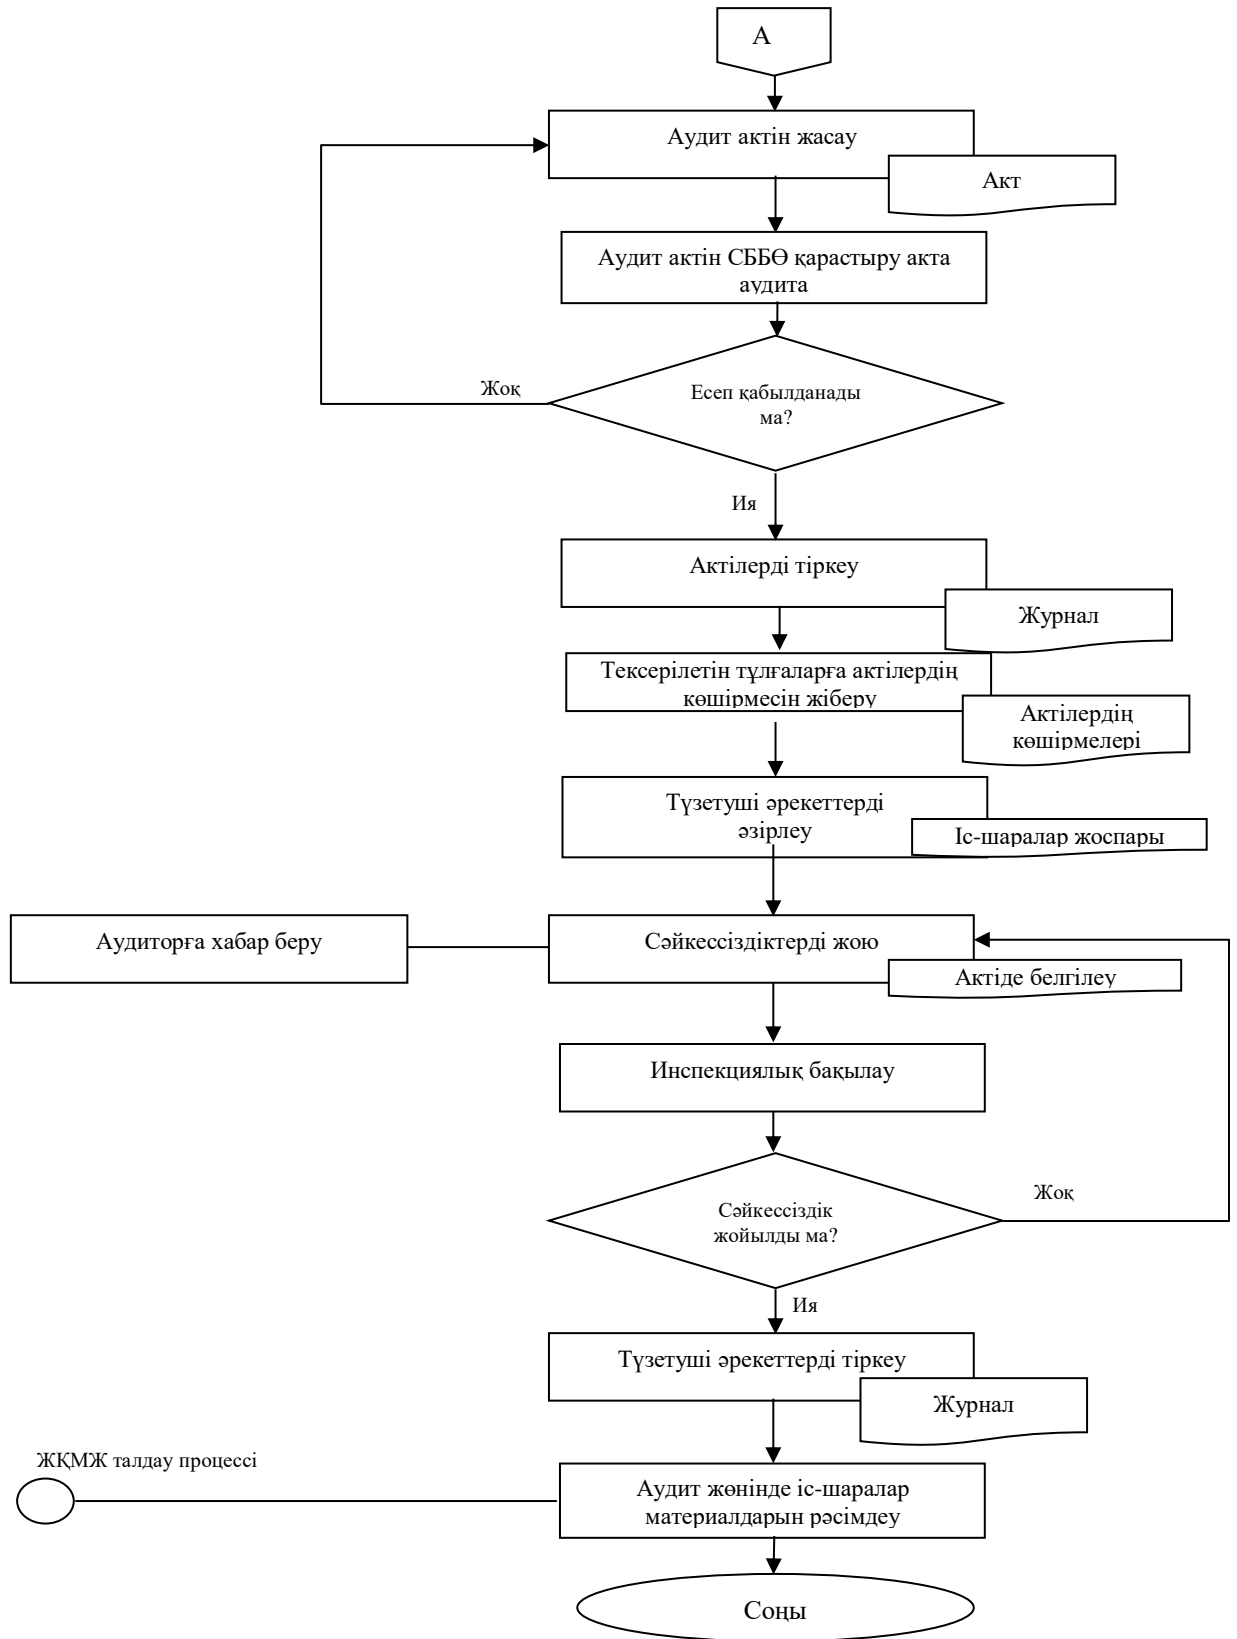 А
Аудит актін жасау
Акт
Аудит актін СББӨ қарастыру акта
аудита
Жоқ
Есеп қабылданады
ма?
Ия
Актілерді тіркеу
Журнал
Тексерілетін тұлғаларға актілердің
көшірмесін жіберу
Актілердің
көшірмелері
Түзетуші әрекеттерді
әзірлеу
Іс-шаралар жоспары
Аудиторға хабар беру
Сәйкессіздіктерді жою
Актіде белгілеу
Инспекциялық бақылау
Жоқ
Сәйкессіздік
жойылды ма?
Ия
Түзетуші әрекеттерді тіркеу
Журнал
ЖҚМЖ талдау процессі
Аудит жөнінде іс-шаралар
материалдарын рәсімдеу
Соңы